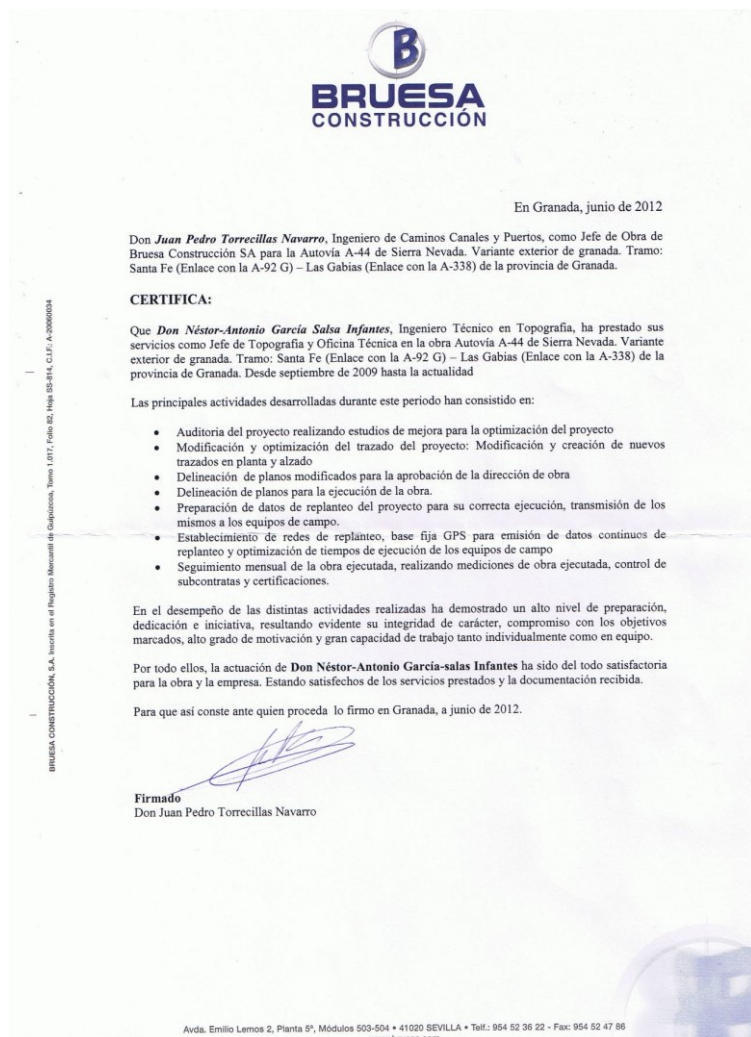 B
BRUESA
CONSTRUCCIÓN
En Granada, junio de 2012
Don Juan Pedro Torrecillas Navarro, Ingeniero de Caminos Canales y Puertos, como Jefe de Obra de
Bruesa Construcción SA para la Autovía A-44 de Sierra Nevada. Variante exterior de granada. Tramo:
Santa Fe (Enlace con la A-92 G) – Las Gabias (Enlace con la A-338) de la provincia de Granada.
CERTIFICA:
Que Don Néstor-Antonio García Salsa Infantes, Ingeniero Técnico en Topografía, ha prestado sus
servicios como Jefe de Topografía y Oficina Técnica en la obra Autovía A-44 de Sierra Nevada. Variante
exterior de granada. Tramo: Santa Fe (Enlace con la A-92 G) – Las Gabias (Enlace con la A-338) de la
provincia de Granada. Desde septiembre de 2009 hasta la actualidad
Las principales actividades desarrolladas durante este periodo han consistido en:
• Auditoria del proyecto realizando estudios de mejora para la optimización del proyecto
• Modificación y optimización del trazado del proyecto: Modificación y creación de nuevos
trazados en planta y alzado
• Delineación de planos modificados para la aprobación de la dirección de obra
• Delineación de planos para la ejecución de la obra.
• Preparación de datos de replanteo del proyecto para su correcta ejecución, transmisión de los
mismos a los equipos de campo.
• Establecimiento de redes de replanteo, base fija GPS para emisión de datos continuos de
replanteo y optimización de tiempos de ejecución de los equipos de campo
• Seguimiento mensual de la obra ejecutada, realizando mediciones de obra ejecutada, control de
subcontratas y certificaciones.
En el desempeño de las distintas actividades realizadas ha demostrado un alto nivel de preparación,
dedicación e iniciativa, resultando evidente su integridad de carácter, compromiso con los objetivos
marcados, alto grado de motivación y gran capacidad de trabajo tanto individualmente como en equipo.
Por todo ellos, la actuación de Don Néstor-Antonio García-salas Infantes ha sido del todo satisfactoria
para la obra y la empresa. Estando satisfechos de los servicios prestados y la documentación recibida.
Para que así conste ante quien proceda lo firmo en Granada, a junio de 2012.
Firmado
Don Juan Pedro Torrecillas Navarro
BRUESA CONSTRUCCIÓN, S.A. Inscrita en el Registro Mercantil de Guipúzcoa, Tomo 1.017, Folio 82, Hoja SS-814, C.I.F.: A-20060034
Avda. Emilio Lemos 2, Planta 5ª, Módulos 503-504 • 41020 SEVILLA • Telf.: 954 52 36 22 - Fax: 954 52 47 86